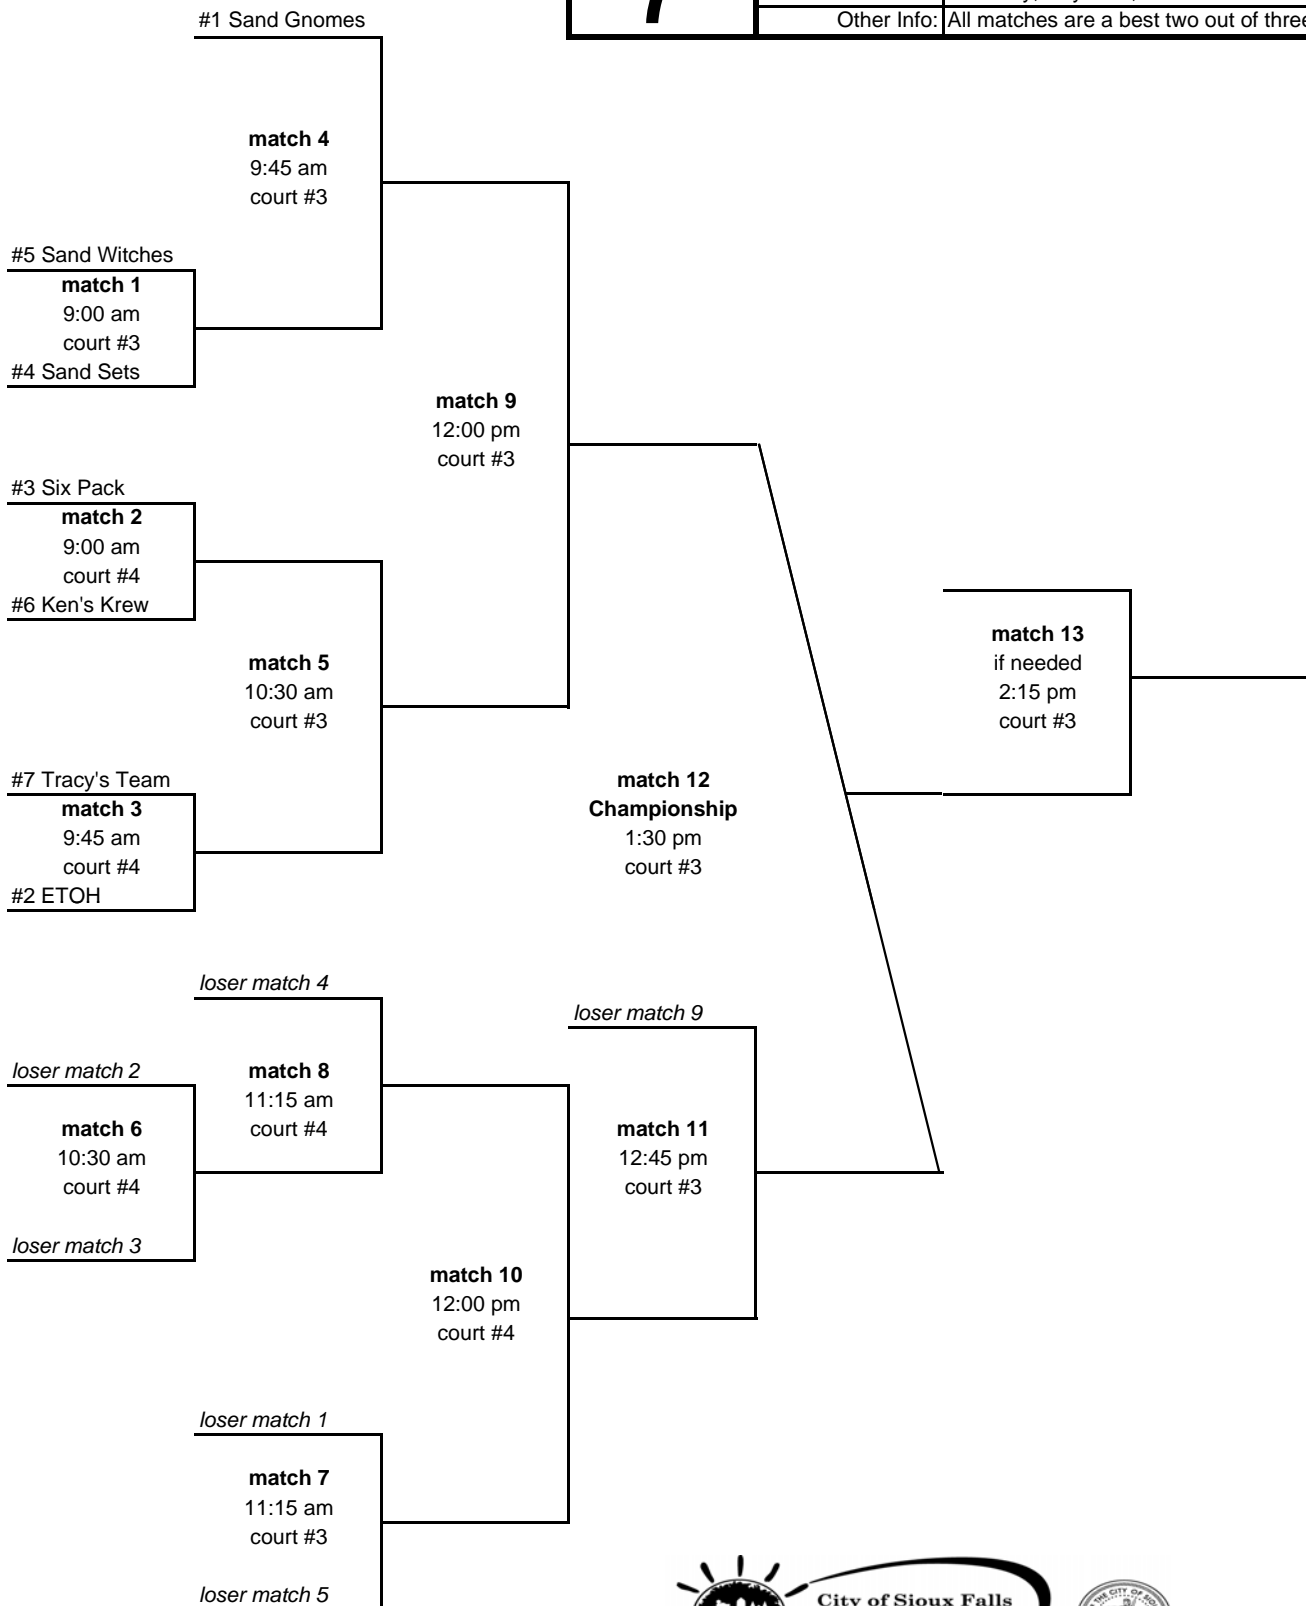 #1 Sand Gnomes
7
Other Info: All matches are a best two out of three
match 4
9:45 am
court #3
#5 Sand Witches
match 1
9:00 am
court #3
#4 Sand Sets
match 9
12:00 pm
court #3
#3 Six Pack
match 2
9:00 am
court #4
#6 Ken's Krew
match 5
10:30 am
court #3
match 13
if needed
2:15 pm
court #3
#7 Tracy's Team
match 3
9:45 am
court #4
#2 ETOH
match 12
Championship
1:30 pm
court #3
loser match 4
loser match 9
loser match 2
match 8
11:15 am
court #4
match 6
10:30 am
court #4
match 11
12:45 pm
court #3
loser match 3
match 10
12:00 pm
court #4
loser match 1
match 7
11:15 am
court #3
loser match 5
City of Sioux Falls
THE CITY OF